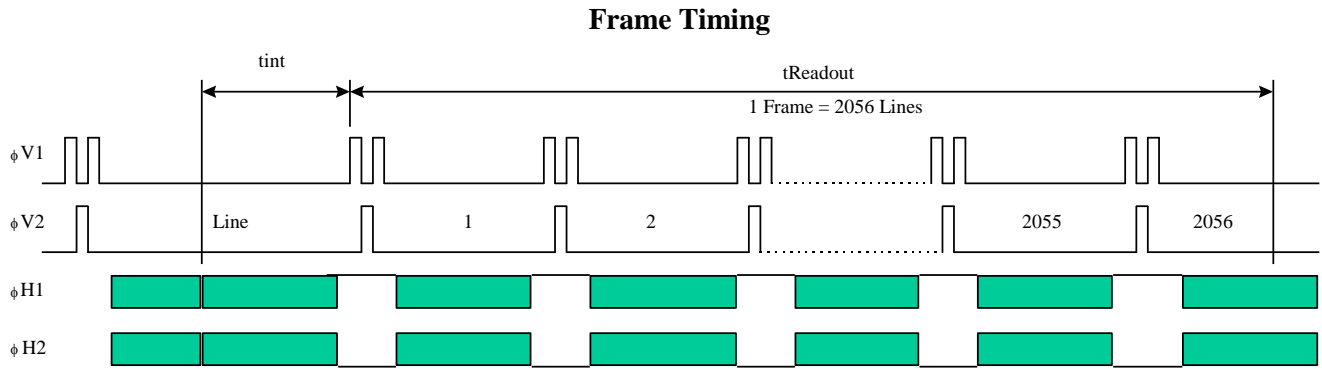 Frame Timing
tint
tReadout
1 Frame = 2056 Lines
ϕV1
ϕV2 Line 1 2 2055 2056
ϕH1
ϕH2